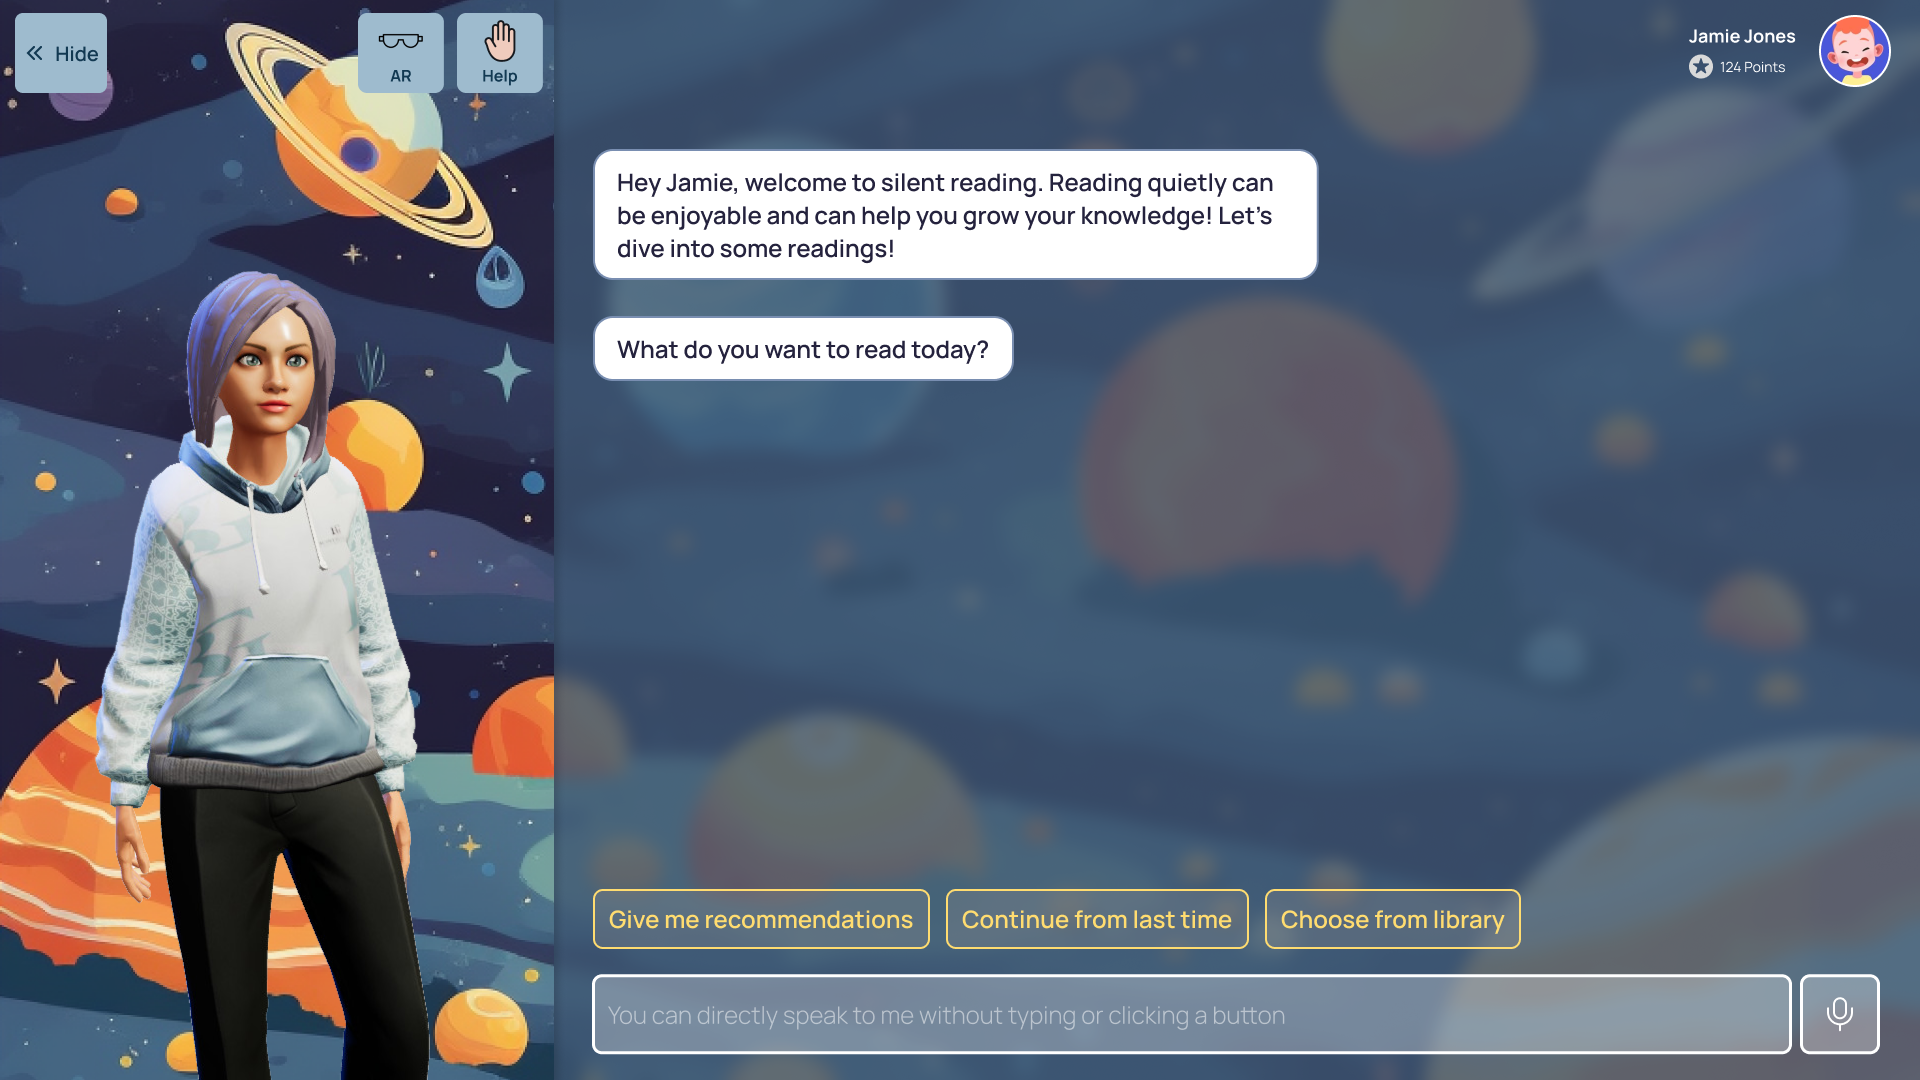 Hide
AR
Help
Jamie Jones
124 Points
Hey Jamie, welcome to silent reading. Reading quietly can
be enjoyable and can help you grow your knowledge! Let's
dive into some readings!
What do you want to read today?
Give me recommendations
Continue from last time
Choose from library
You can directly speak to me without typing or clicking a button